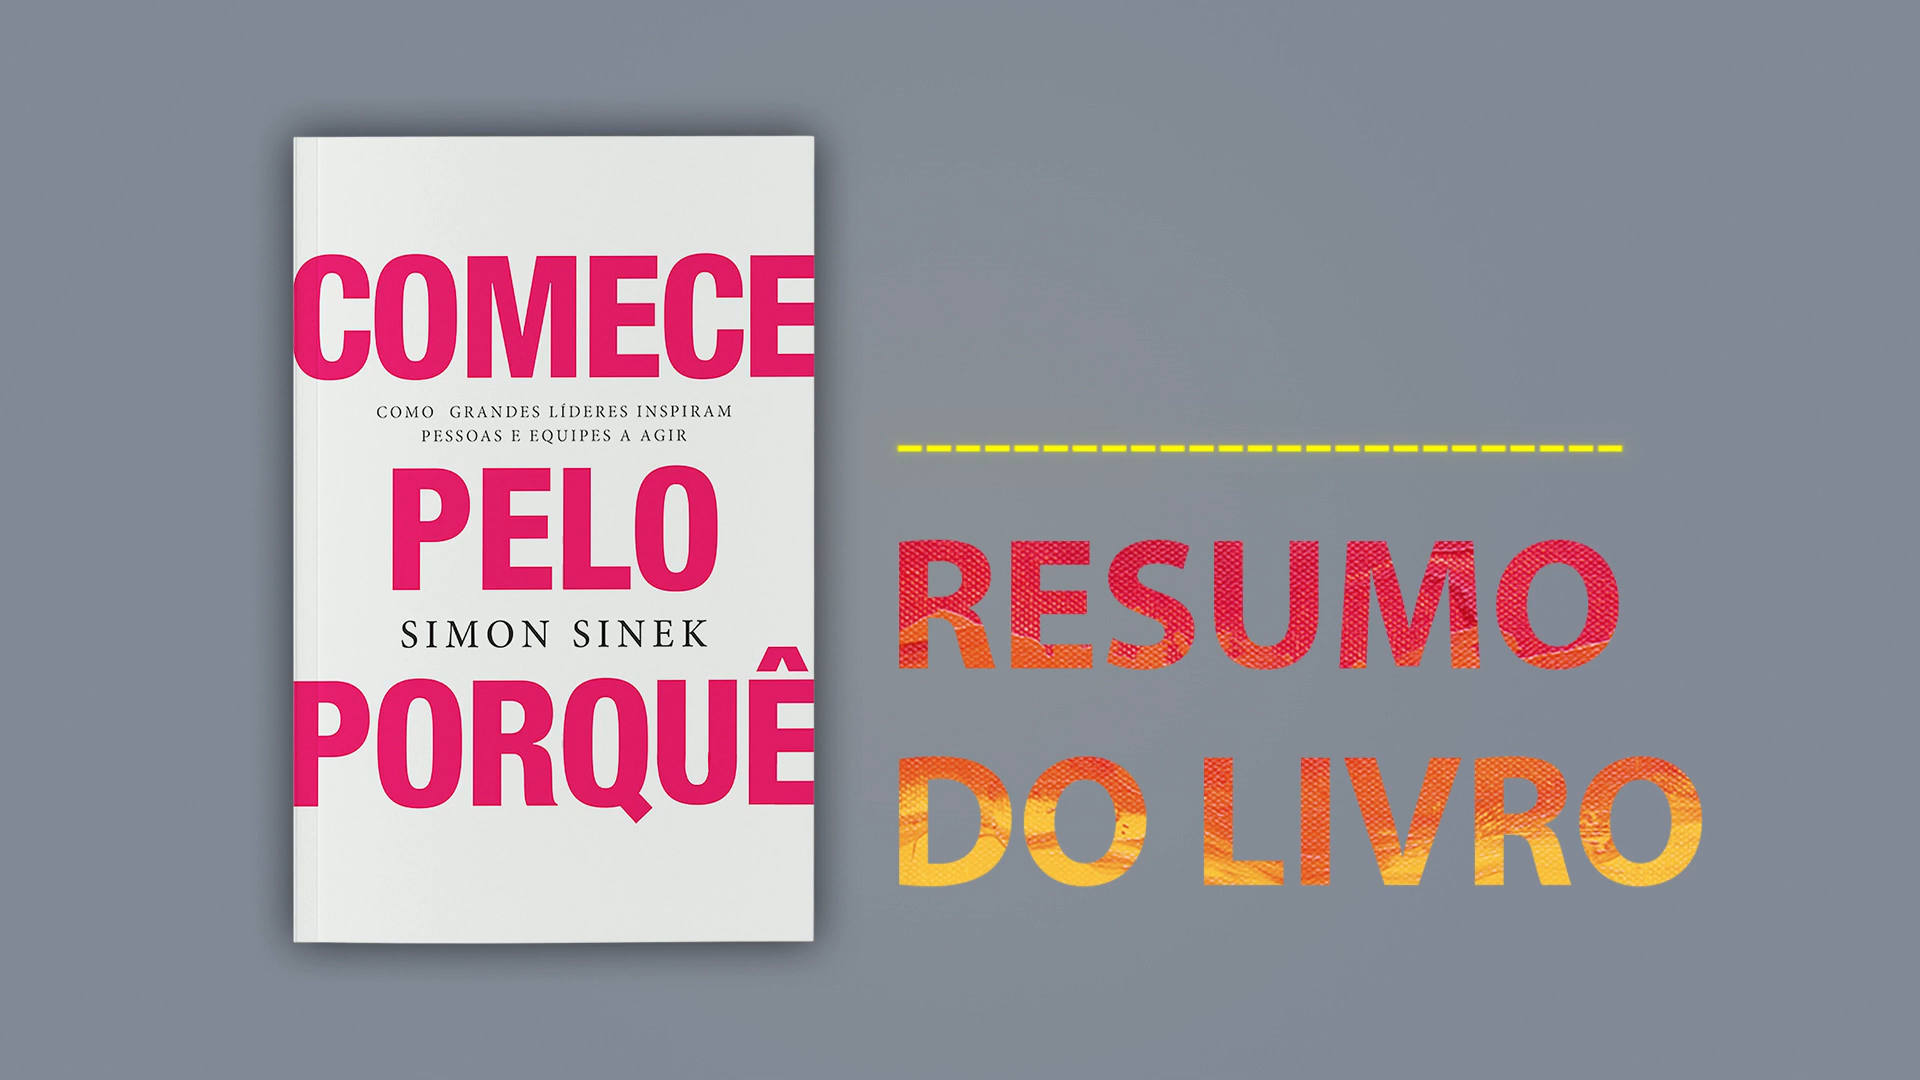 COMECE
COMO GRANDES LÍDERES INSPIRAM
PESSOAS E EQUIPES A AGIR
PELO
SIMON SINEK
PORQUÊ
RESUMO
DO LIVRO